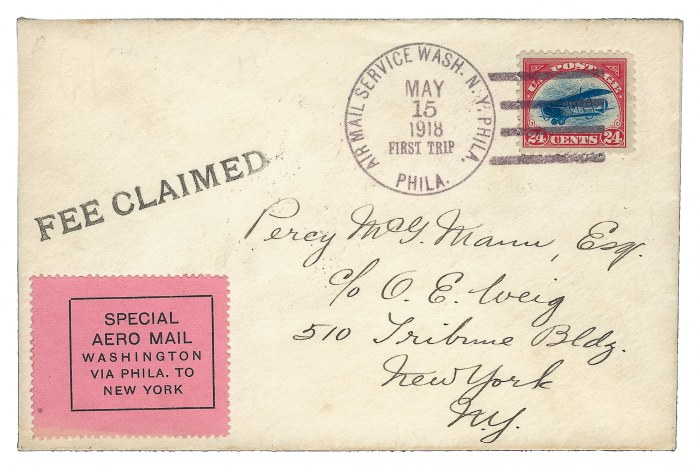 AIR MAIL SERVICE WASH. N.Y. PHILA.
MAY
15
1918
FIRST TRIP
PHILA.
U.S. POSTAGE
24 CENTS 24
FEE CLAIMED
Percy McG. Mann, Esq.
c/o O. E. Weig
510 Tribune Bldg.
New York
N.Y.
SPECIAL
AERO MAIL
WASHINGTON
VIA PHILA. TO
NEW YORK